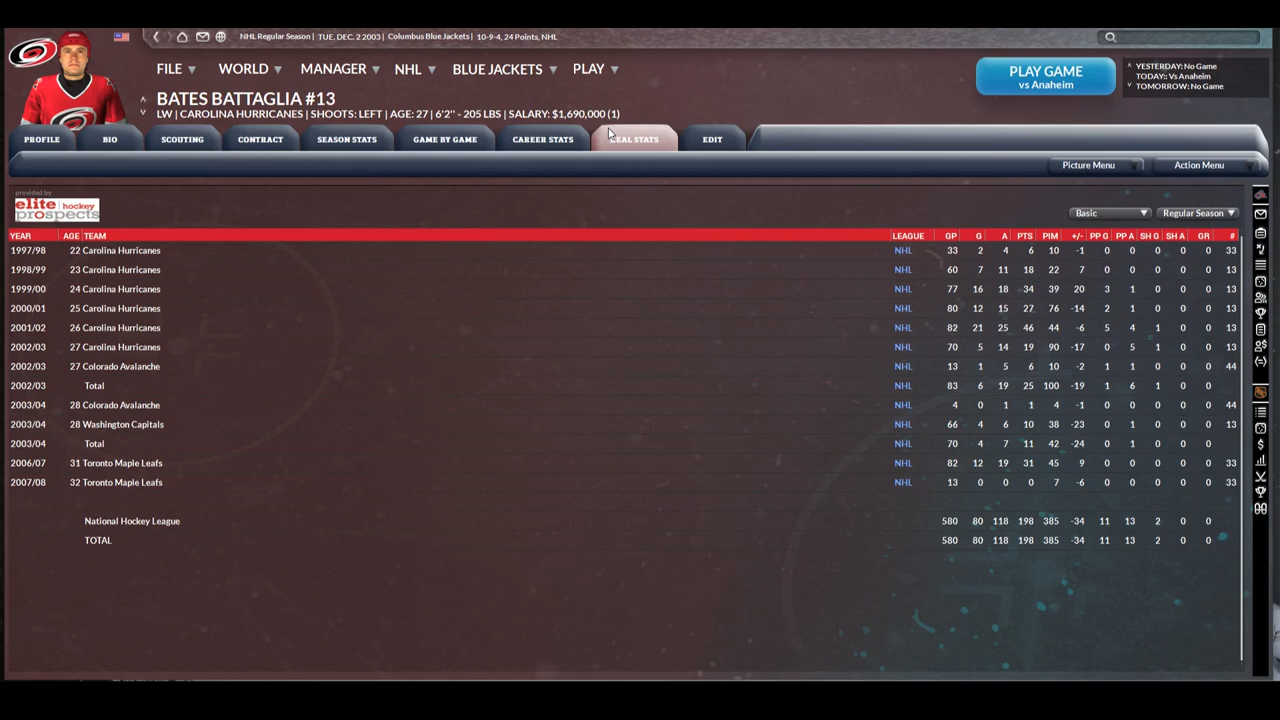 NHL Regular Season | TUE. DEC. 2 2003 | Columbus Blue Jackets | 10-9-4, 24 Points, NHL
FILE WORLD MANAGER NHL BLUE JACKETS PLAY
PLAY GAME
vs Anaheim
YESTERDAY: No Game
TODAY:: Vs Anaheim
TOMORROW: No Game
BATES BATTAGLIA #13
LW | CAROLINA HURRICANES | SHOOTS: LEFT | AGE: 27 | 6'2'' - 205 LBS | SALARY: $1,690,000 (1)
PROFILE BIO SCOUTING CONTRACT SEASON STATS GAME BY GAME CAREER STATS STATS EDIT
Picture Menu Action Menu
provided by
elite hockey
prospects
Basic Regular Season
YEAR AGE TEAM LEAGUE GP G A PTS PIM +/- PP G PP A SH G SH A GR #
1997/98 22 Carolina Hurricanes NHL 33 2 4 6 10 -1 0 0 0 0 0 33
1998/99 23 Carolina Hurricanes NHL 60 7 11 18 22 7 0 0 0 0 0 13
1999/00 24 Carolina Hurricanes NHL 77 16 18 34 39 20 3 1 0 0 0 13
2000/01 25 Carolina Hurricanes NHL 80 12 15 27 76 -14 2 1 0 0 0 13
2001/02 26 Carolina Hurricanes NHL 82 21 25 46 44 -6 5 4 1 0 0 13
2002/03 27 Carolina Hurricanes NHL 70 5 14 19 90 -17 0 5 1 0 0 13
2002/03 27 Colorado Avalanche NHL 13 1 5 6 10 -2 1 1 0 0 0 44
2002/03 Total NHL 83 6 19 25 100 -19 1 6 1 0 0
2003/04 28 Colorado Avalanche NHL 4 0 1 1 4 -1 0 0 0 0 0 44
2003/04 28 Washington Capitals NHL 66 4 6 10 38 -23 0 1 0 0 0 13
2003/04 Total NHL 70 4 7 11 42 -24 0 1 0 0 0
2006/07 31 Toronto Maple Leafs NHL 82 12 19 31 45 9 0 0 0 0 0 33
2007/08 32 Toronto Maple Leafs NHL 13 0 0 0 7 -6 0 0 0 0 0 33
National Hockey League 580 80 118 198 385 -34 11 13 2 0 0
TOTAL 580 80 118 198 385 -34 11 13 2 0 0